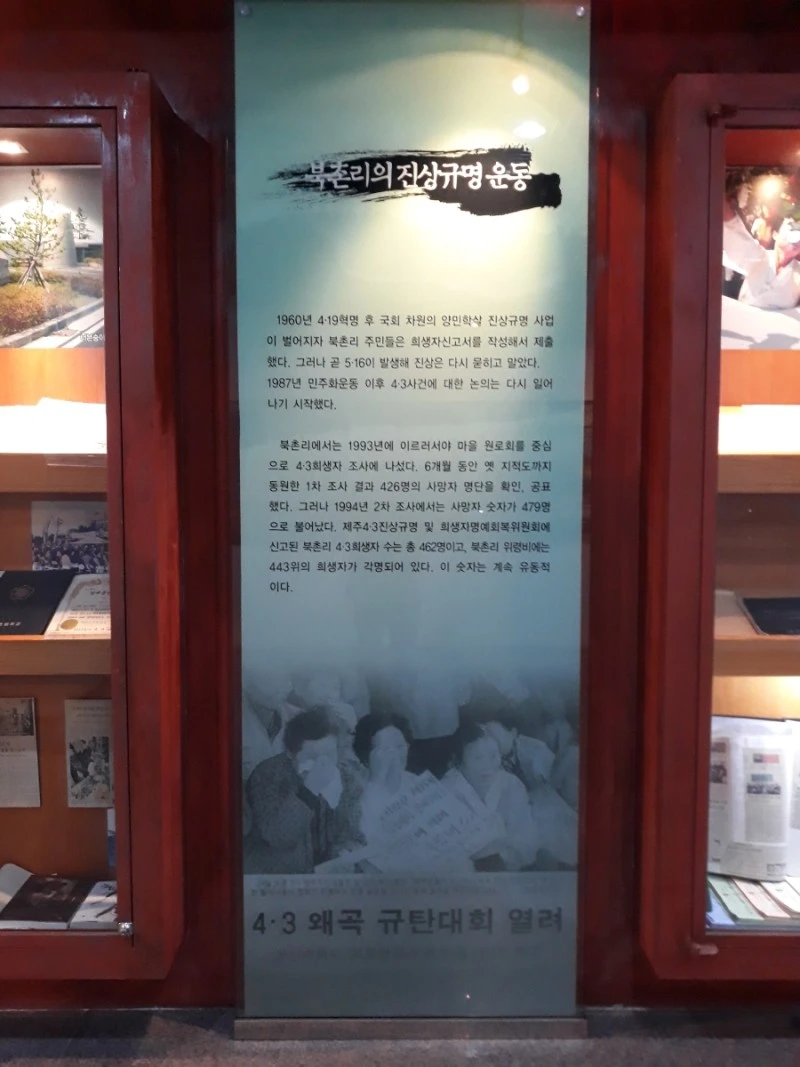 북촌리의 진상규명 운동
1960년 4·19혁명 후 국회 차원의 양민학살 진상규명 사업
이 벌어지자 북촌리 주민들은 희생자신고서를 작성해서 제출
했다. 그러나 곧 5·16이 발생해 진상은 다시 묻히고 말았다.
1987년 민주화운동 이후 4·3사건에 대한 논의는 다시 일어
나기 시작했다.
북촌리에서는 1993년에 이르러서야 마을 원로회를 중심
으로 4·3희생자 조사에 나섰다. 6개월 동안 옛 지적도까지
동원한 1차 조사 결과 426명의 사망자 명단을 확인, 공표
했다. 그러나 1994년 2차 조사에서는 사망자 숫자가 479명
으로 불어났다. 제주4·3진상규명 및 희생자명예회복위원회에
신고된 북촌리 4·3희생자 수는 총 462명이고, 북촌리 위령비에는
443위의 희생자가 각명되어 있다. 이 숫자는 계속 유동적
이다.
4·3 왜곡 규탄대회 열려